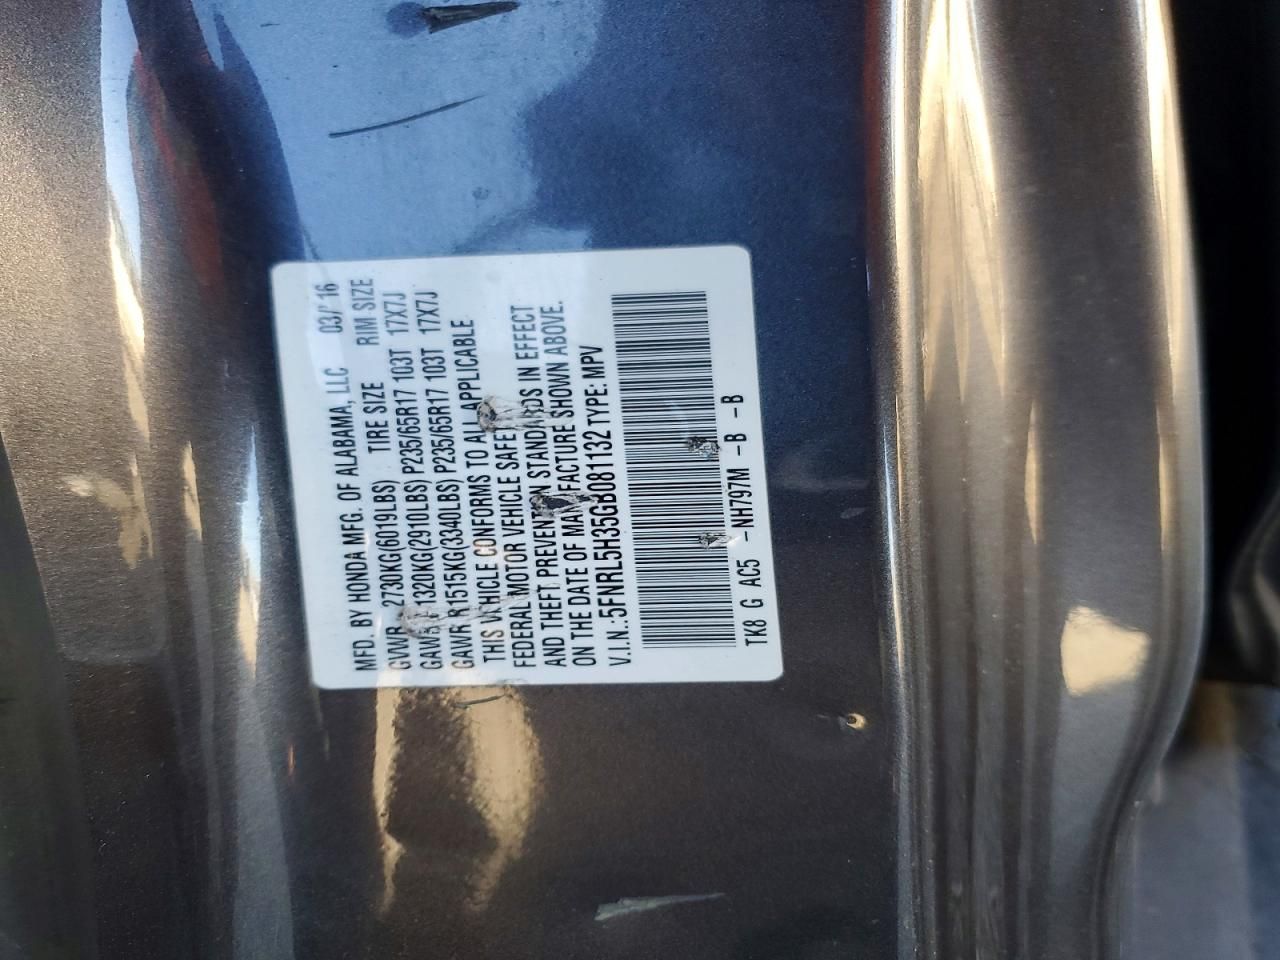 MFD. BY HONDA MFG. OF ALABAMA, LLC 03/16
GVWR 2730KG(6019LBS) TIRE SIZE RIM SIZE
GAWR F1320KG(2910LBS) P235/65R17 103T 17X7J
GAWR R1515KG(3340LBS) P235/65R17 103T 17X7J
THIS VEHICLE CONFORMS TO ALL APPLICABLE
FEDERAL MOTOR VEHICLE SAFETY
AND THEFT PREVENTION STANDARDS IN EFFECT
ON THE DATE OF MANUFACTURE SHOWN ABOVE.
V.I.N.:5FNRL5H35GB081132 TYPE: MPV
TK8 G AC5 -NH797M -B -B